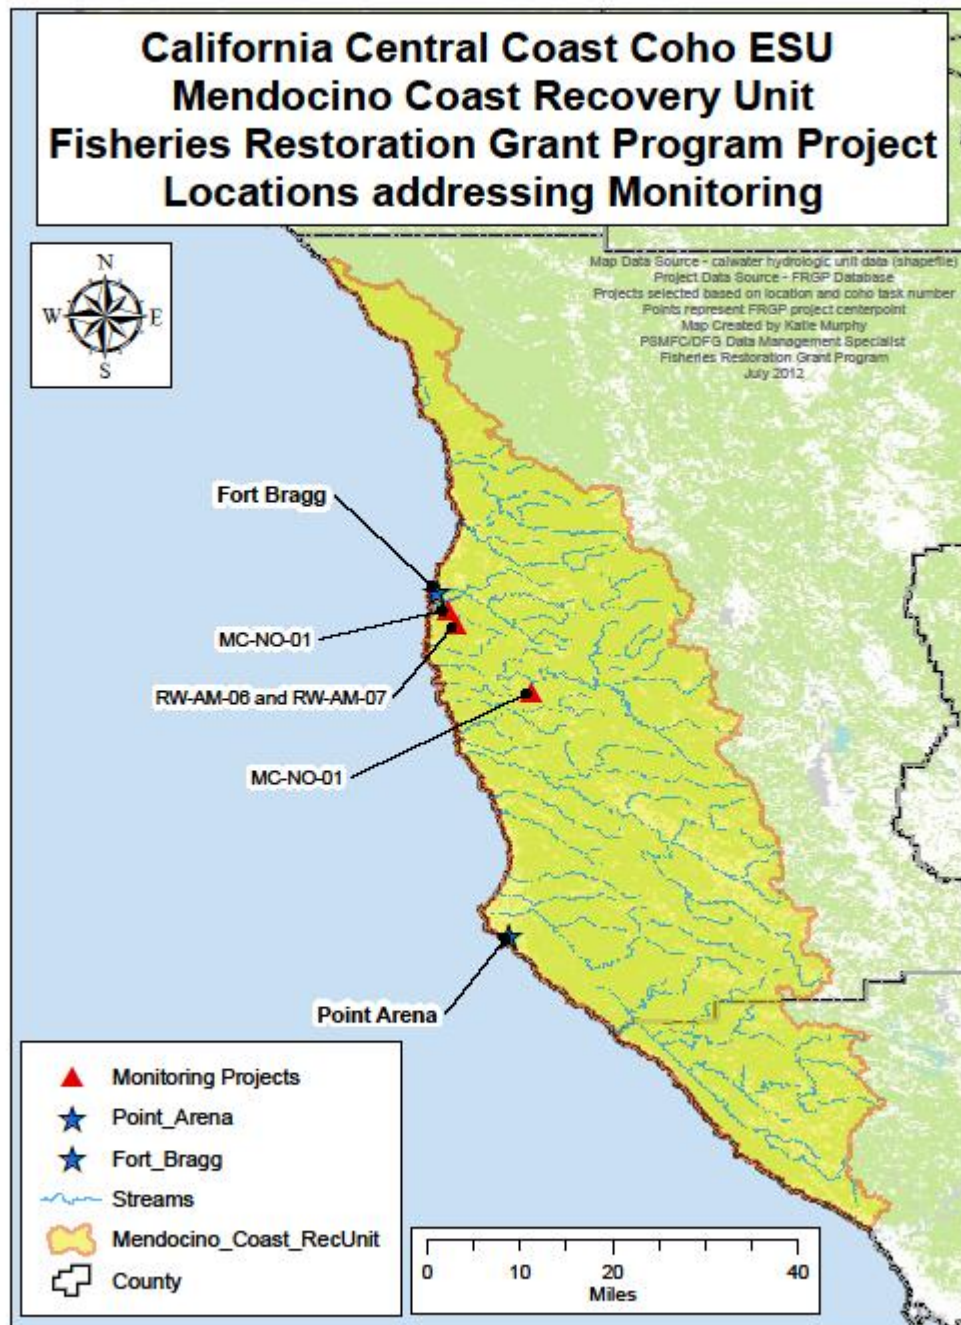 California Central Coast Coho ESU
Mendocino Coast Recovery Unit
Fisheries Restoration Grant Program Project
Locations addressing Monitoring
Map Data Source - calwater hydrologic unit data (shapefile)
Project Data Source - FRGP Database
Projects selected based on location and coho task number
Points represent FRGP project centerpoint
Map Created by Katie Murphy
PSMFC/DFG Data Management Specialist
Fisheries Restoration Grant Program
July 2012
N
W E
S
Fort Bragg
MC-NO-01
RW-AM-06 and RW-AM-07
MC-NO-01
Point Arena
Monitoring Projects
Point_Arena
Fort_Bragg
Streams
Mendocino_Coast_RecUnit
County
0 10 20 40
Miles